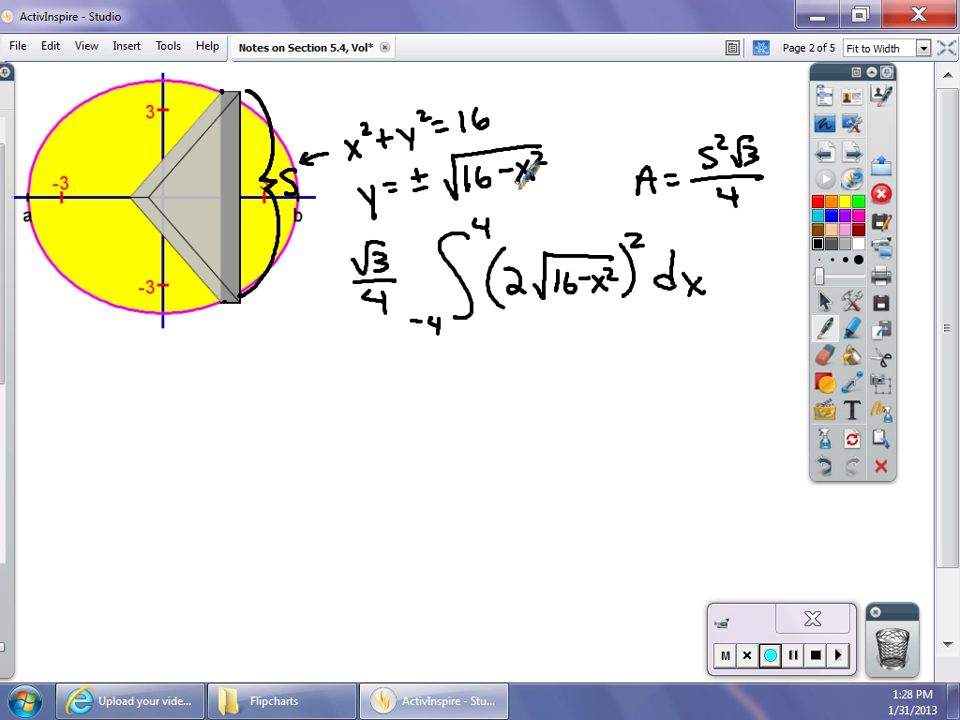 ActivInspire - Studio
File Edit View Insert Tools Help
Notes on Section 5.4, Vol*
Page 2 of 5
Fit to Width
3
-3
3
-3
a
b
S
x² + y² = 16
y = ± √(16 - x²)
A = S²√3 / 4
√3/4 ∫₋₄⁴ (2√(16-x²))² dx
T
M
Upload your vide...
Flipcharts
ActivInspire - Stu...
1:28 PM
1/31/2013